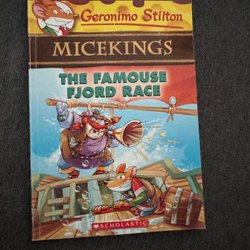 Geronimo Stilton
MICEKINGS
THE FAMOUSE
FJORD RACE
SCHOLASTIC